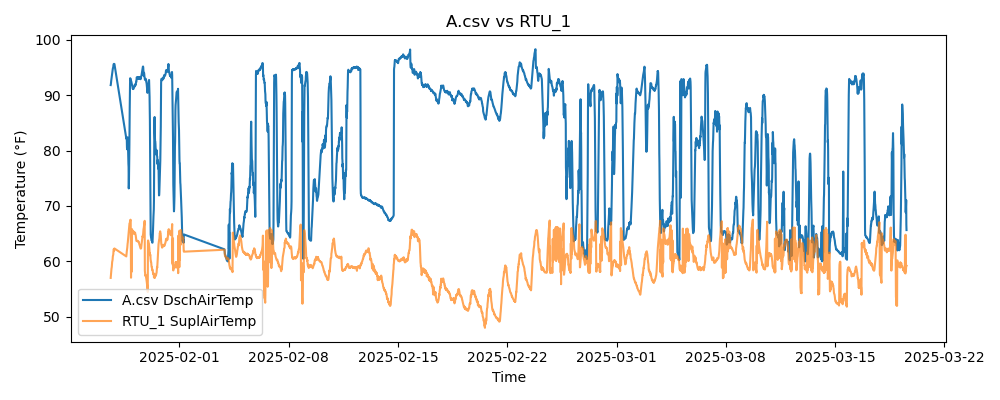 A.csv vs RTU_1
Temperature (°F)
100
90
80
70
60
50
A.csv DschAirTemp
RTU_1 SuplAirTemp
2025-02-01 2025-02-08 2025-02-15 2025-02-22 2025-03-01 2025-03-08 2025-03-15 2025-03-22
Time